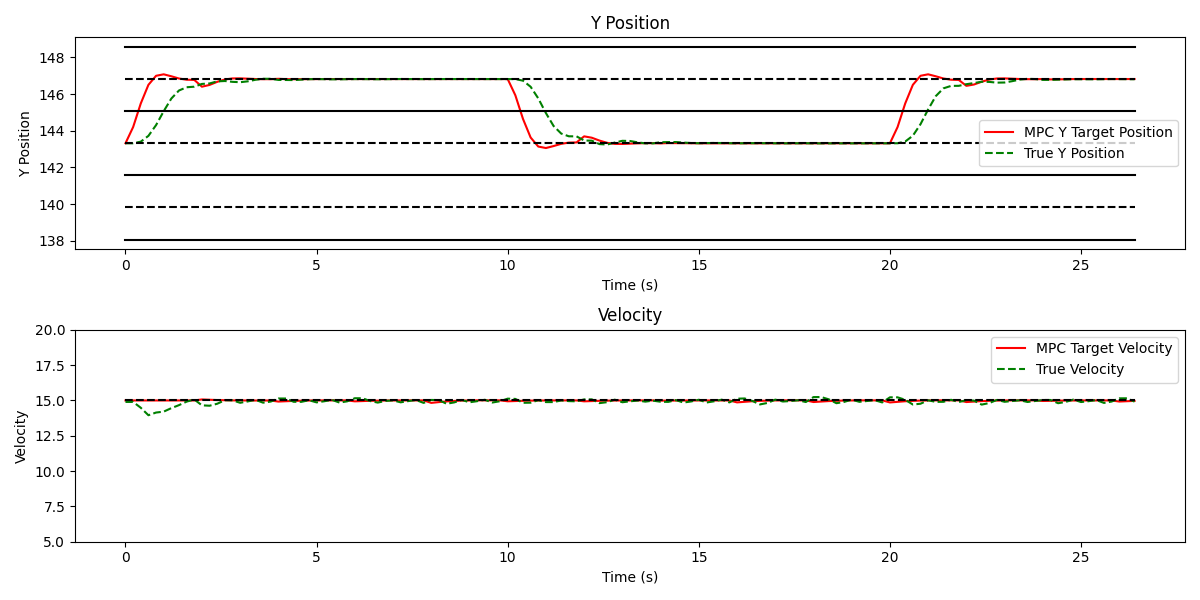 Y Position
148
146
144
142
140
138
Y Position
MPC Y Target Position
True Y Position
0
5
10
15
20
25
Time (s)
Velocity
20.0
17.5
15.0
12.5
10.0
7.5
5.0
Velocity
MPC Target Velocity
True Velocity
0
5
10
15
20
25
Time (s)